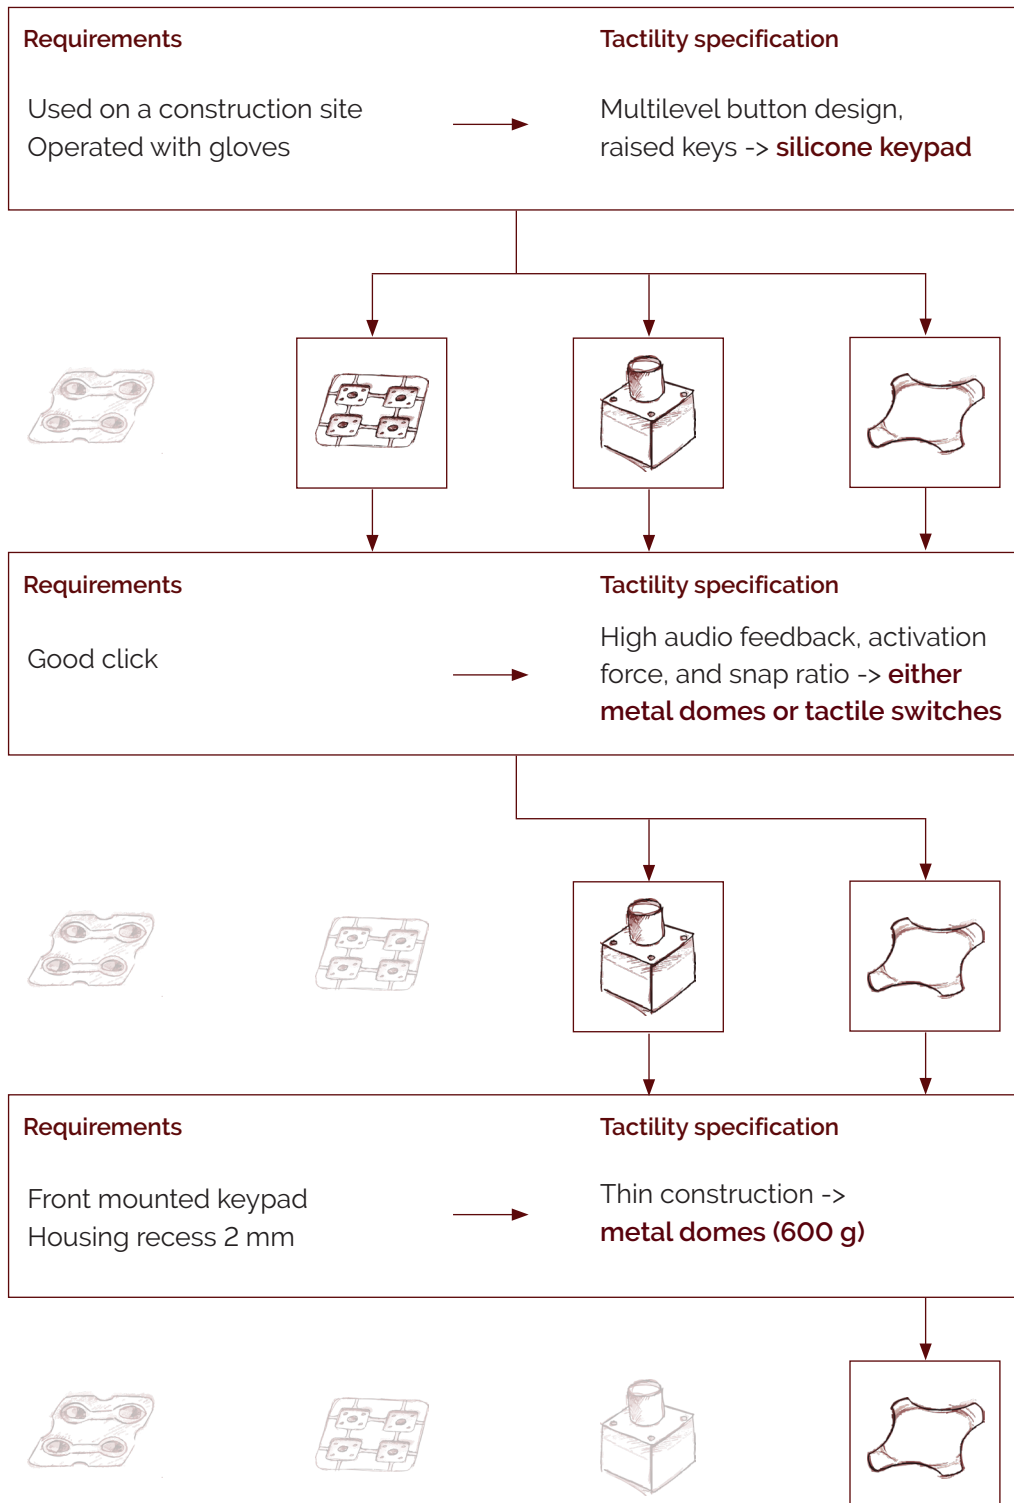 Requirements
Tactility specification
Used on a construction site
Operated with gloves
Multilevel button design,
raised keys -> silicone keypad
Requirements
Tactility specification
Good click
High audio feedback, activation
force, and snap ratio -> either
metal domes or tactile switches
Requirements
Tactility specification
Front mounted keypad
Housing recess 2 mm
Thin construction ->
metal domes (600 g)